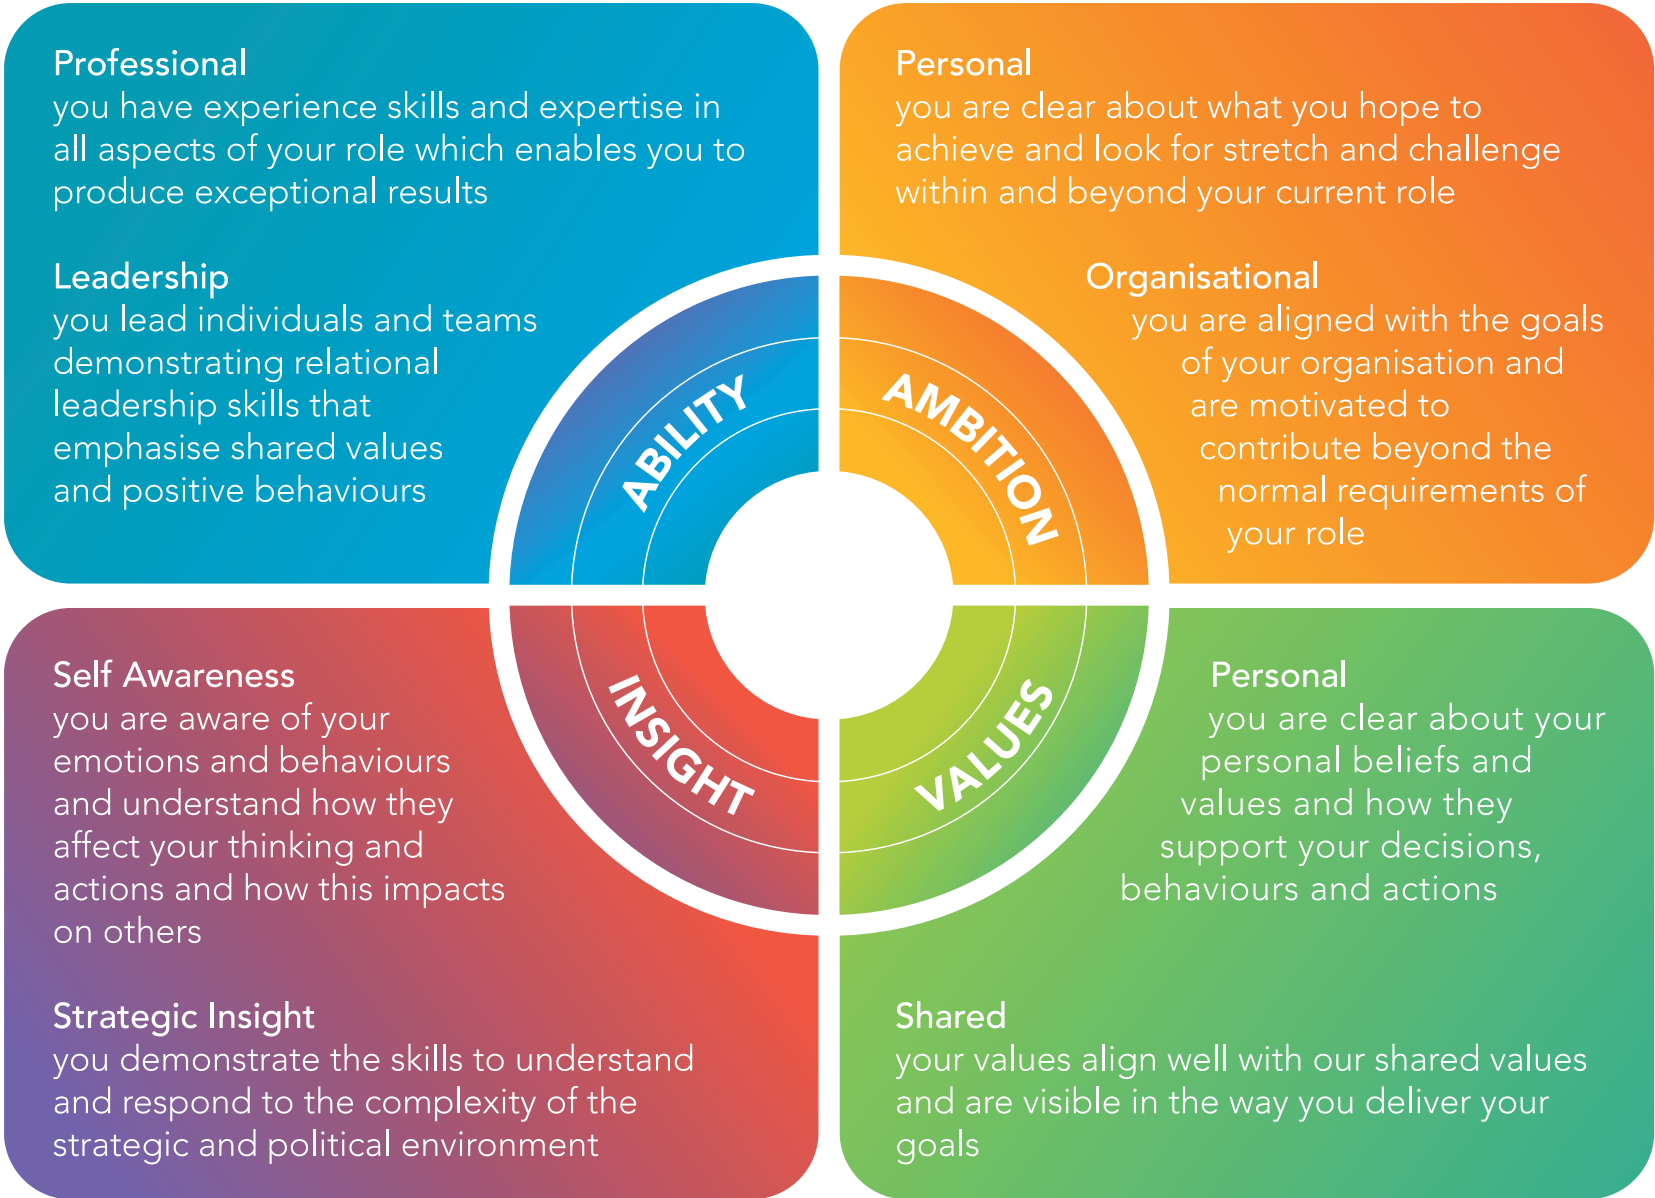 Professional
you have experience skills and expertise in
all aspects of your role which enables you to
produce exceptional results
Leadership
you lead individuals and teams
demonstrating relational
leadership skills that
emphasise shared values
and positive behaviours
ABILITY
Personal
you are clear about what you hope to
achieve and look for stretch and challenge
within and beyond your current role
Organisational
you are aligned with the goals
of your organisation and
are motivated to
contribute beyond the
normal requirements of
your role
AMBITION
Self Awareness
you are aware of your
emotions and behaviours
and understand how they
affect your thinking and
actions and how this impacts
on others
Strategic Insight
you demonstrate the skills to understand
and respond to the complexity of the
strategic and political environment
INSIGHT
Personal
you are clear about your
personal beliefs and
values and how they
support your decisions,
behaviours and actions
Shared
your values align well with our shared values
and are visible in the way you deliver your
goals
VALUES